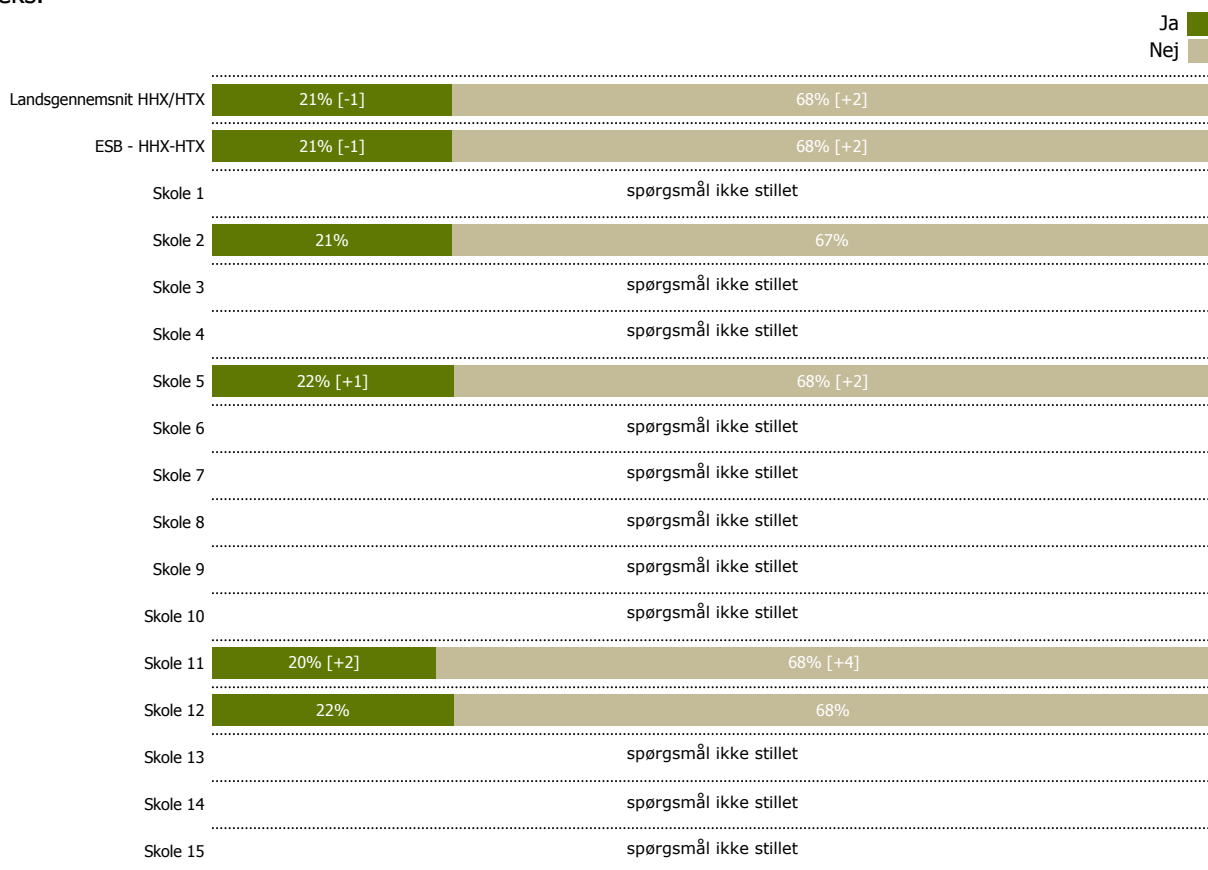 Ja
Nej
Landsgennemsnit HHX/HTX 21% [-1] 68% [+2]
ESB - HHX-HTX 21% [-1] 68% [+2]
Skole 1 spørgsmål ikke stillet
Skole 2 21% 67%
Skole 3 spørgsmål ikke stillet
Skole 4 spørgsmål ikke stillet
Skole 5 22% [+1] 68% [+2]
Skole 6 spørgsmål ikke stillet
Skole 7 spørgsmål ikke stillet
Skole 8 spørgsmål ikke stillet
Skole 9 spørgsmål ikke stillet
Skole 10 spørgsmål ikke stillet
Skole 11 20% [+2] 68% [+4]
Skole 12 22% 68%
Skole 13 spørgsmål ikke stillet
Skole 14 spørgsmål ikke stillet
Skole 15 spørgsmål ikke stillet